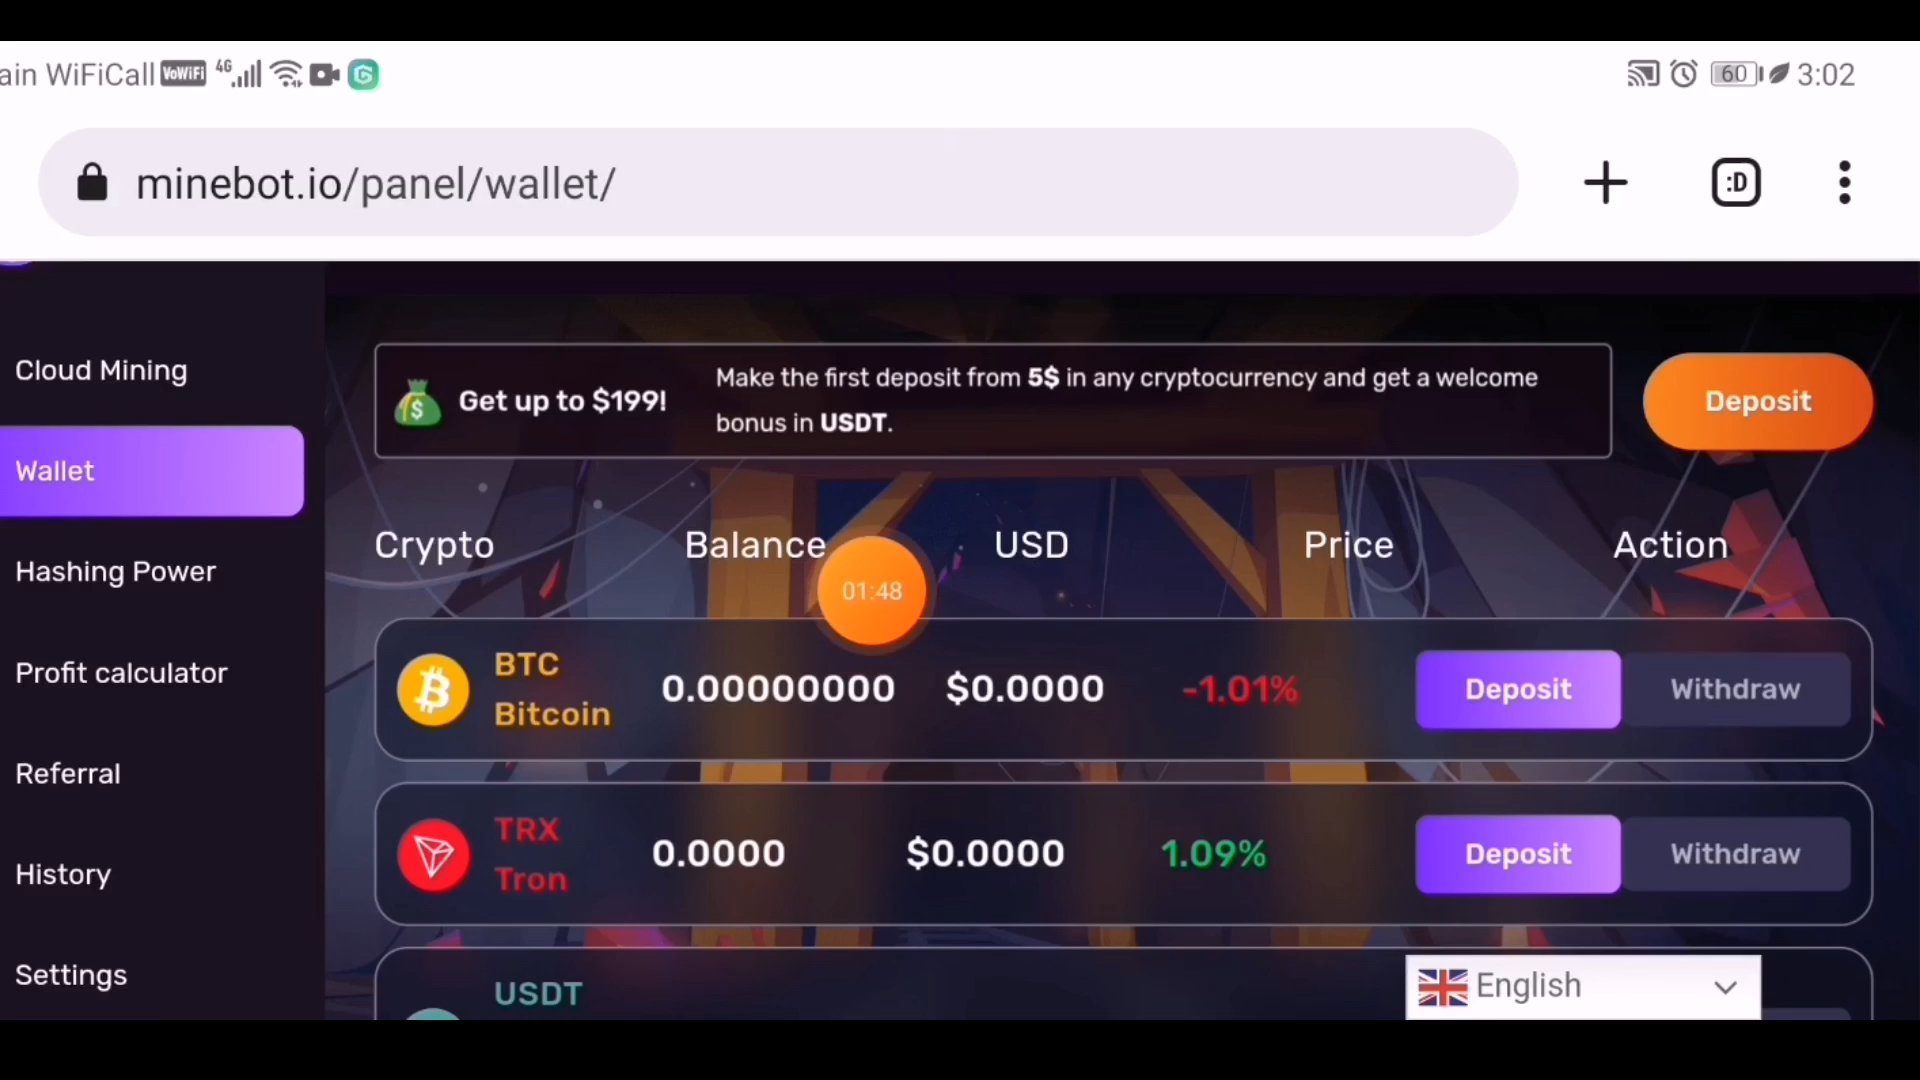 ain WiFiCall VoWiFi 4G 60 3:02
minebot.io/panel/wallet/ :D
Cloud Mining
Wallet
Hashing Power
Profit calculator
Referral
History
Settings
Get up to $199!
Make the first deposit from 5$ in any cryptocurrency and get a welcome
bonus in USDT.
Deposit
Crypto Balance USD Price Action
01:48
BTC
Bitcoin
0.00000000 $0.0000 -1.01% Deposit Withdraw
TRX
Tron
0.0000 $0.0000 1.09% Deposit Withdraw
USDT
English